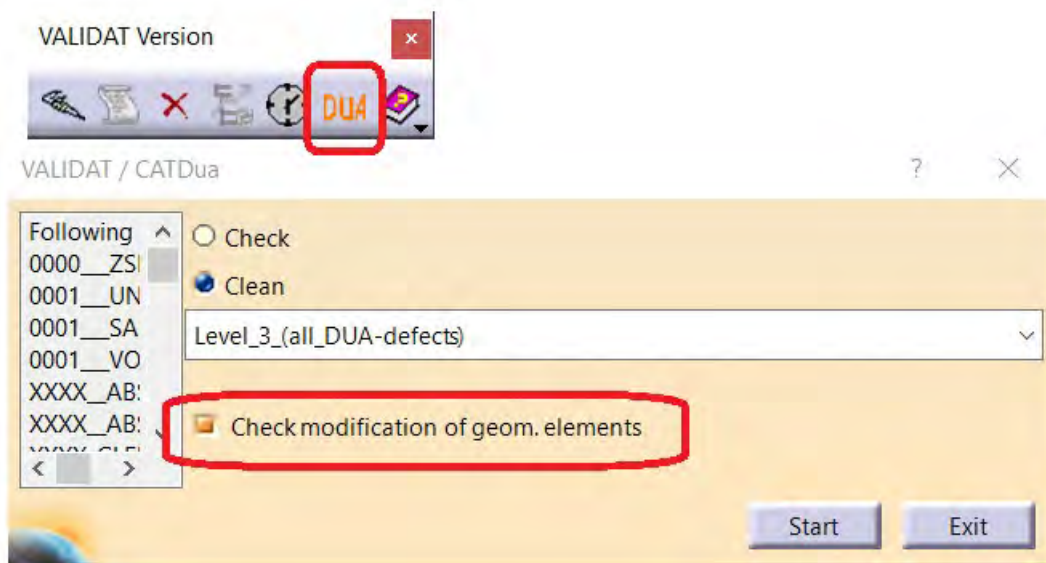 VALIDAT Version
DUA
VALIDAT / CATDua
Following
0000__ZS
0001__UN
0001__SA
0001__VO
XXXX__AB
XXXX__AB
Check
Clean
Level_3_(all_DUA-defects)
Check modification of geom. elements
Start
Exit